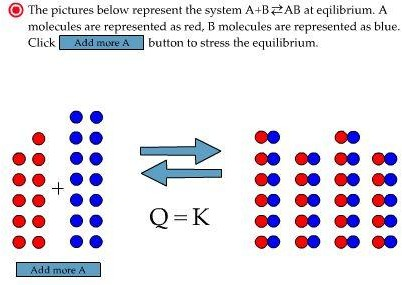 The pictures below represent the system A+B⇄AB at eqilibrium. A
molecules are represented as red, B molecules are represented as blue.
Click Add more A button to stress the equilibrium.
+
Q = K
Add more A